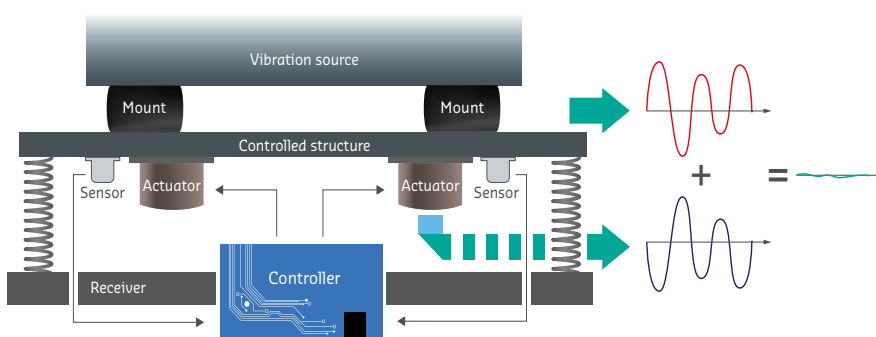 Vibration source
Mount
Mount
Controlled structure
Sensor
Actuator
Actuator
Sensor
+
=
Controller
Receiver